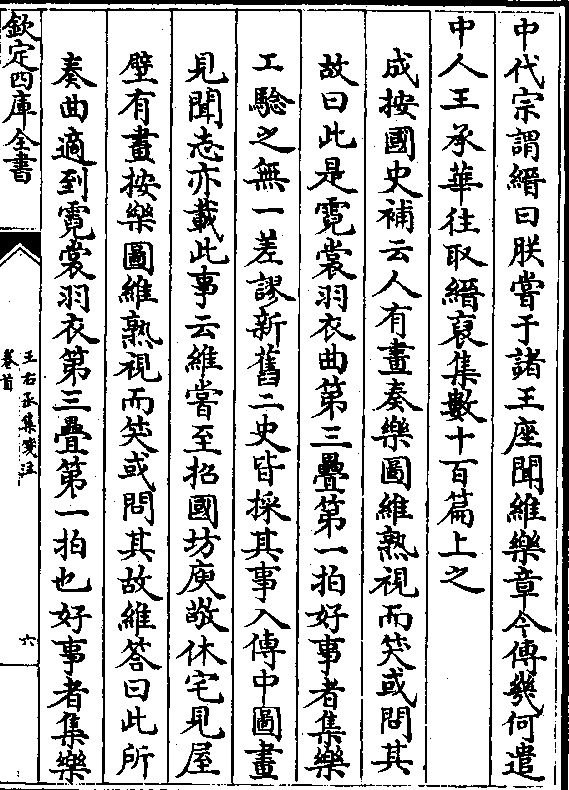 中代宗謂縉曰朕嘗于諸王座聞維樂章今傳幾何遣
中人王承華往取縉裒集數十百篇上之
成按國史補云人有畫奏樂圖維熟視而笑或問其
故曰此是霓裳羽衣曲第三疊第一拍好事者集樂
工驗之無一差謬新舊二史皆採其事入傳中圖畫
見聞志亦載此事云維嘗至招國坊庾敬休宅見屋
壁有畫按樂圖維熟視而笑或問其故維答曰此所
奏曲適到霓裳羽衣第三疊第一拍也好事者集樂
欽定四庫全書
王右丞集箋注
卷首
六